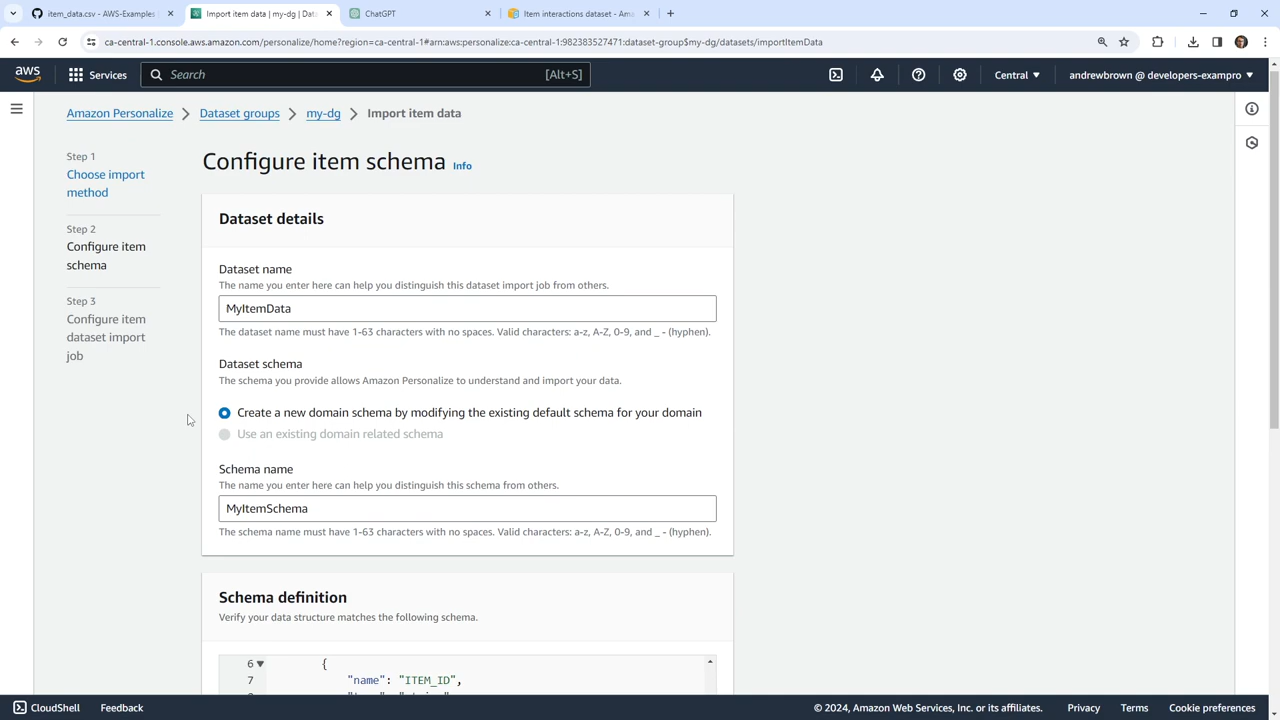 item_data.csv - AWS-Examples
Import item data | my-dg | Dat
ChatGPT
Item interactions dataset - Ama
ca-central-1.console.aws.amazon.com/personalize/home?region=ca-central-1#arn:aws:personalize:ca-central-1:982383527471:dataset-group$my-dg/datasets/importItemData
aws
Services
Search
[Alt+S]
Central
andrewbrown @ developers-exampro
Amazon Personalize
Dataset groups
my-dg
Import item data
Step 1
Choose import
method
Step 2
Configure item
schema
Step 3
Configure item
dataset import
job
Configure item schema Info
Dataset details
Dataset name
The name you enter here can help you distinguish this dataset import job from others.
MyItemData
The dataset name must have 1-63 characters with no spaces. Valid characters: a-z, A-Z, 0-9, and _ - (hyphen).
Dataset schema
The schema you provide allows Amazon Personalize to understand and import your data.
Create a new domain schema by modifying the existing default schema for your domain
Use an existing domain related schema
Schema name
The name you enter here can help you distinguish this schema from others.
MyItemSchema
The schema name must have 1-63 characters with no spaces. Valid characters: a-z, A-Z, 0-9, and _ - (hyphen).
Schema definition
Verify your data structure matches the following schema.
6 {
7 "name": "ITEM_ID",
CloudShell
Feedback
© 2024, Amazon Web Services, Inc. or its affiliates.
Privacy
Terms
Cookie preferences